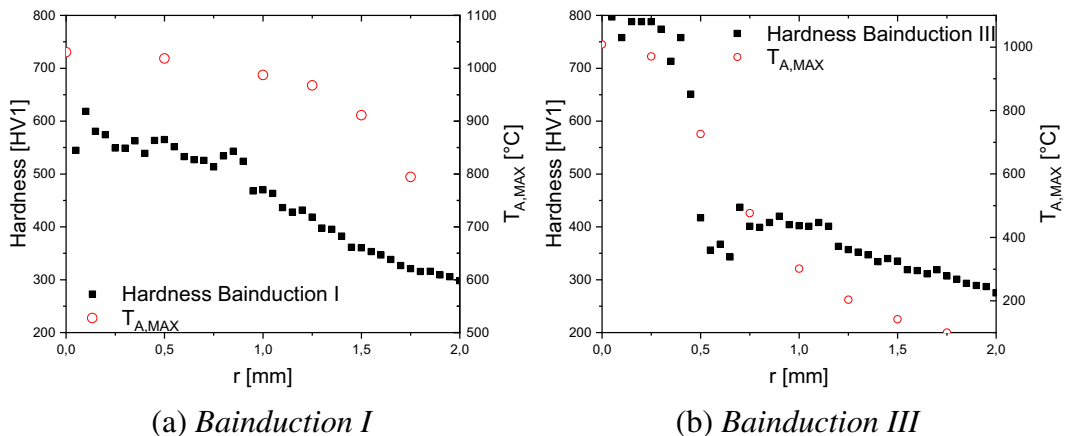 800
700
600
500
400
300
200
Hardness [HV1]
1100
1000
900
800
700
600
500
T_A,MAX [°C]
Hardness Bainduction I
T_A,MAX
0,0 0,5 1,0 1,5 2,0
r [mm]
(a) Bainduction I
800
700
600
500
400
300
200
Hardness [HV1]
1000
800
600
400
200
T_A,MAX [°C]
Hardness Bainduction III
T_A,MAX
0,0 0,5 1,0 1,5 2,0
r [mm]
(b) Bainduction III